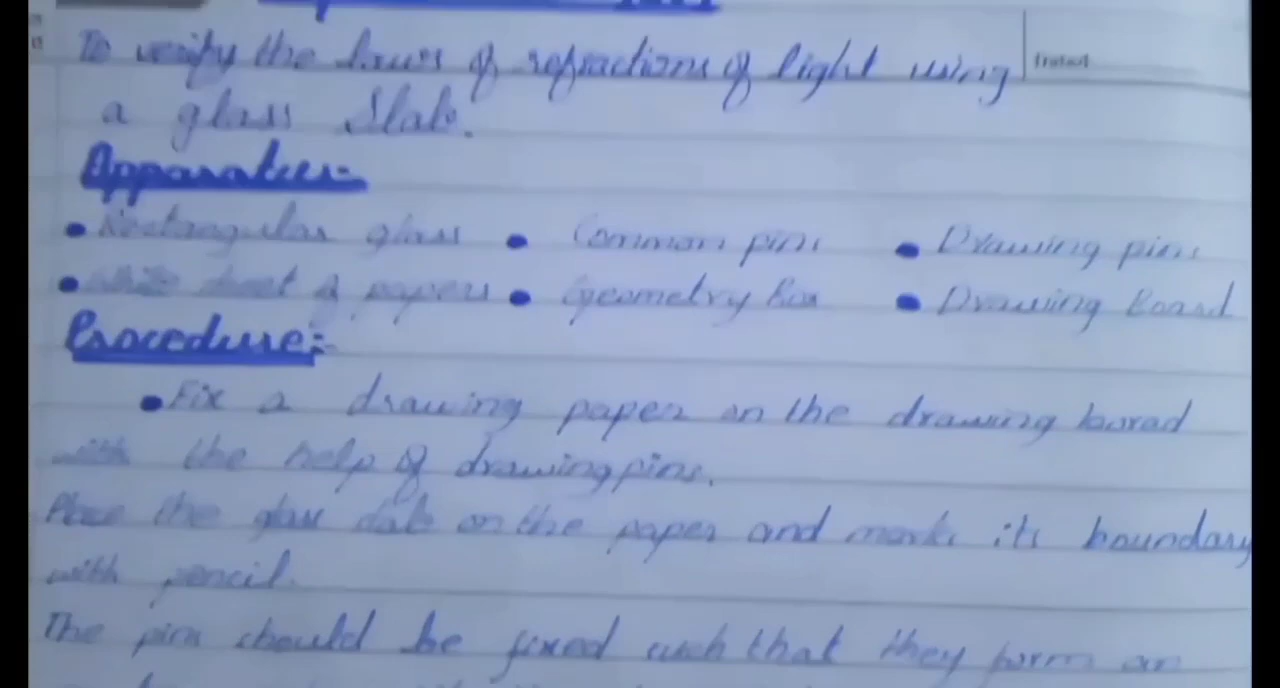 To verify the laws of refractions of light using
a glass Slab.
Apparatus:-
• Rectangular glass • Common pins • Drawing pins
• White sheet of papers • Geometry Box • Drawing Board
Procedure:-
• Fix a drawing paper on the drawing borad
with the help of drawing pins.
Place the glass slab on the paper and mark its boundary
with pencil.
The pins should be fixed such that they form an